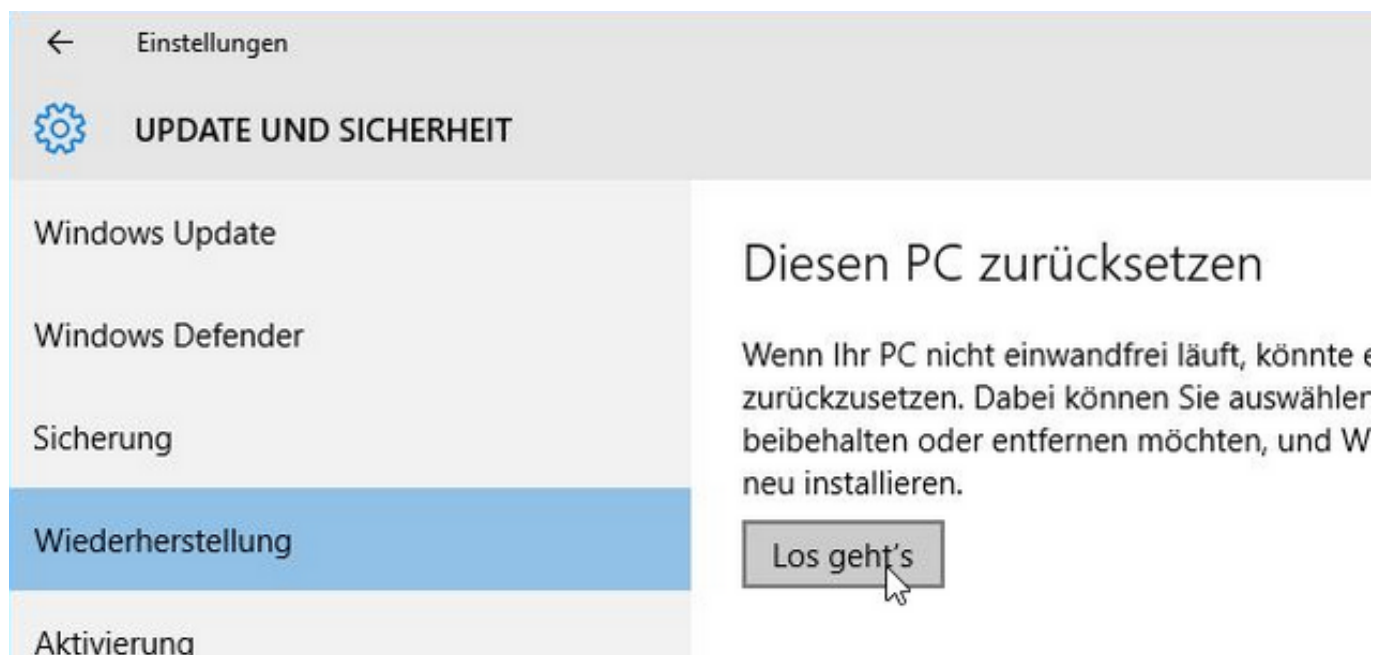 Einstellungen
UPDATE UND SICHERHEIT
Windows Update
Windows Defender
Sicherung
Wiederherstellung
Aktivierung
Diesen PC zurücksetzen
Wenn Ihr PC nicht einwandfrei läuft, könnte
zurückzusetzen. Dabei können Sie
beibehalten oder entfernen möchten, und
neu installieren.
Los geht's